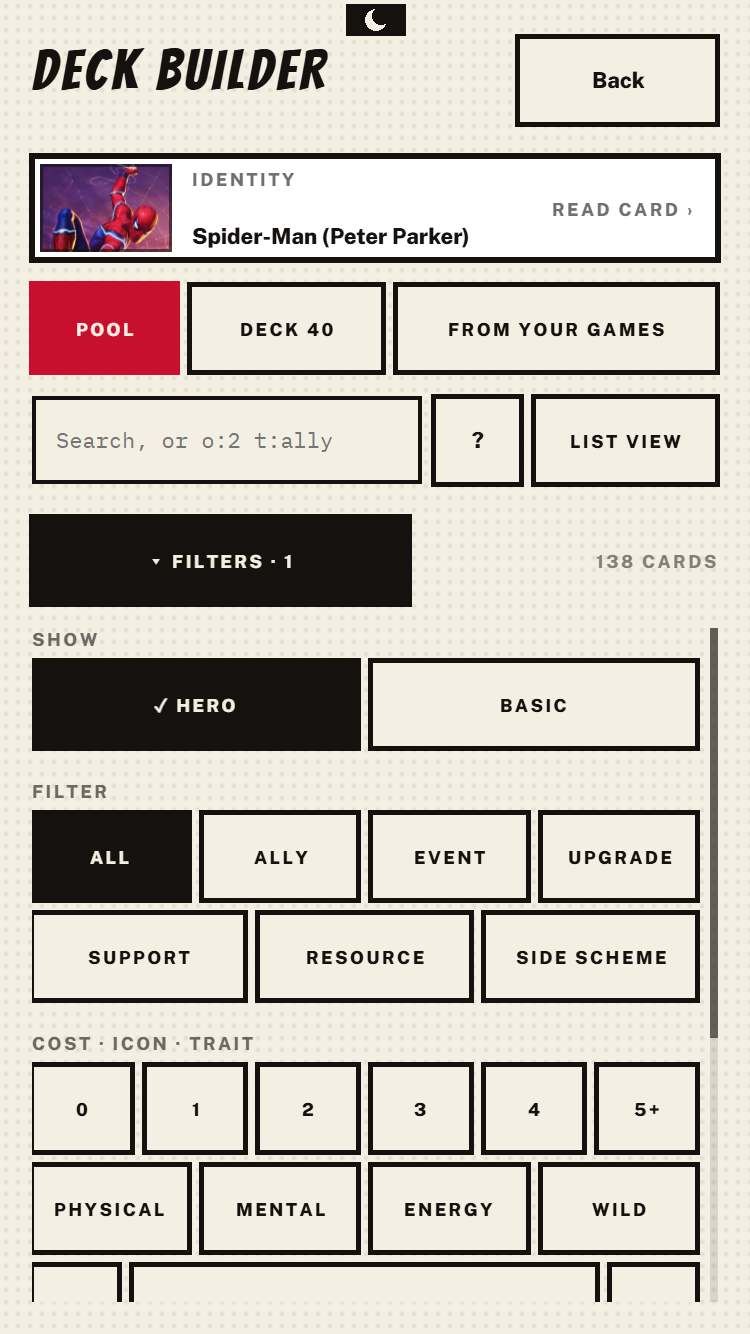 DECK BUILDER
Back
IDENTITY
Spider-Man (Peter Parker)
READ CARD ›
POOL
DECK 40
FROM YOUR GAMES
Search, or o:2 t:ally
?
LIST VIEW
▾ FILTERS · 1
138 CARDS
SHOW
✓ HERO
BASIC
FILTER
ALL
ALLY
EVENT
UPGRADE
SUPPORT
RESOURCE
SIDE SCHEME
COST · ICON · TRAIT
0
1
2
3
4
5+
PHYSICAL
MENTAL
ENERGY
WILD